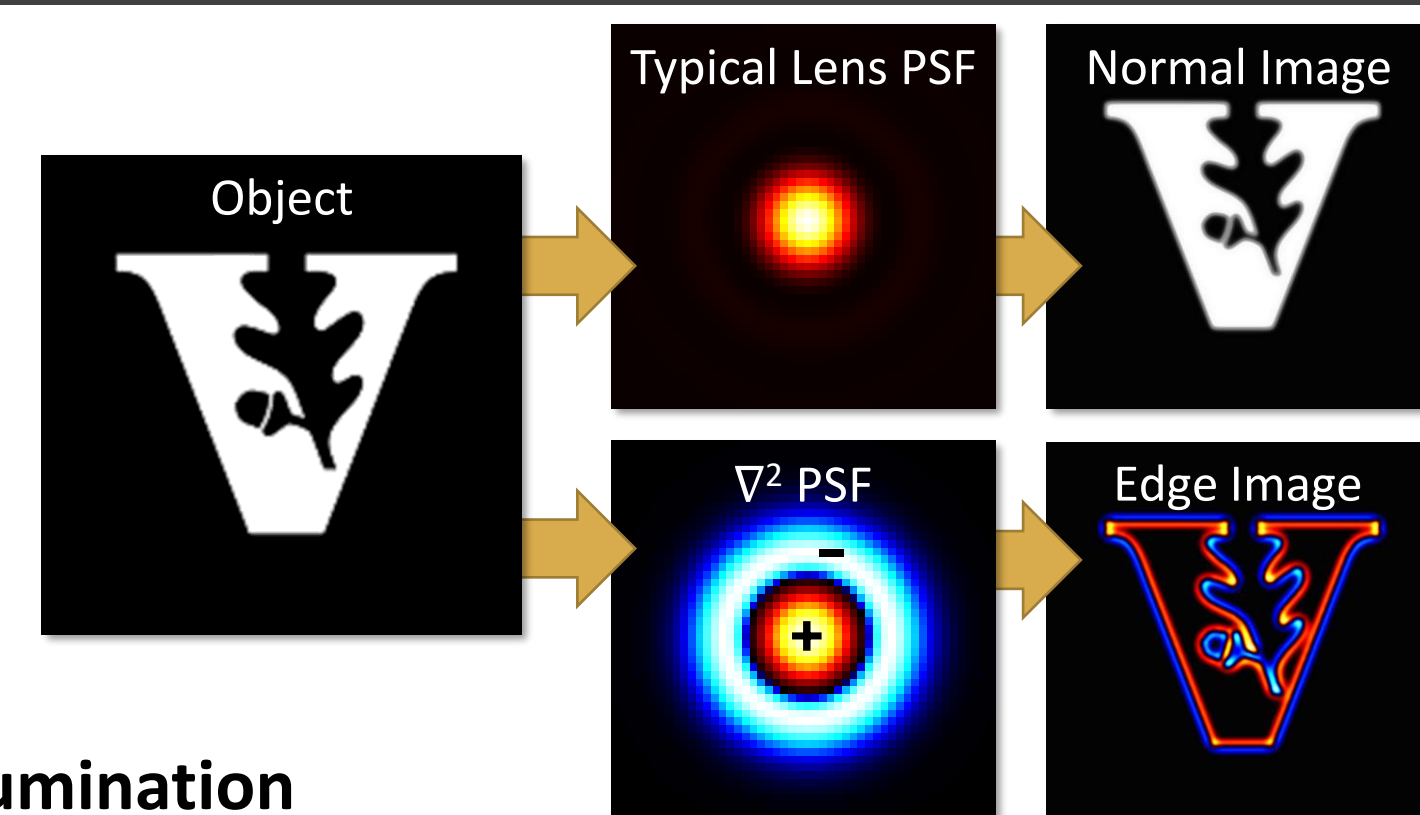 Object
Typical Lens PSF
Normal Image
∇² PSF
−
+
Edge Image
umination